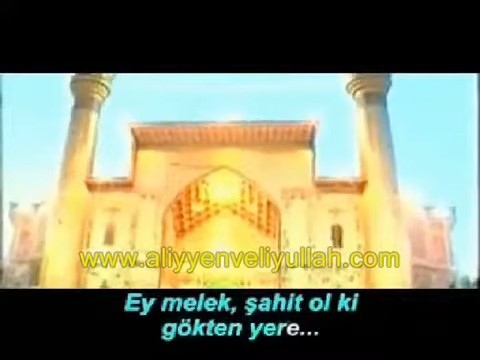 www.aliyyenveliyullah.com
Ey melek, şahit ol ki
gökten yere...